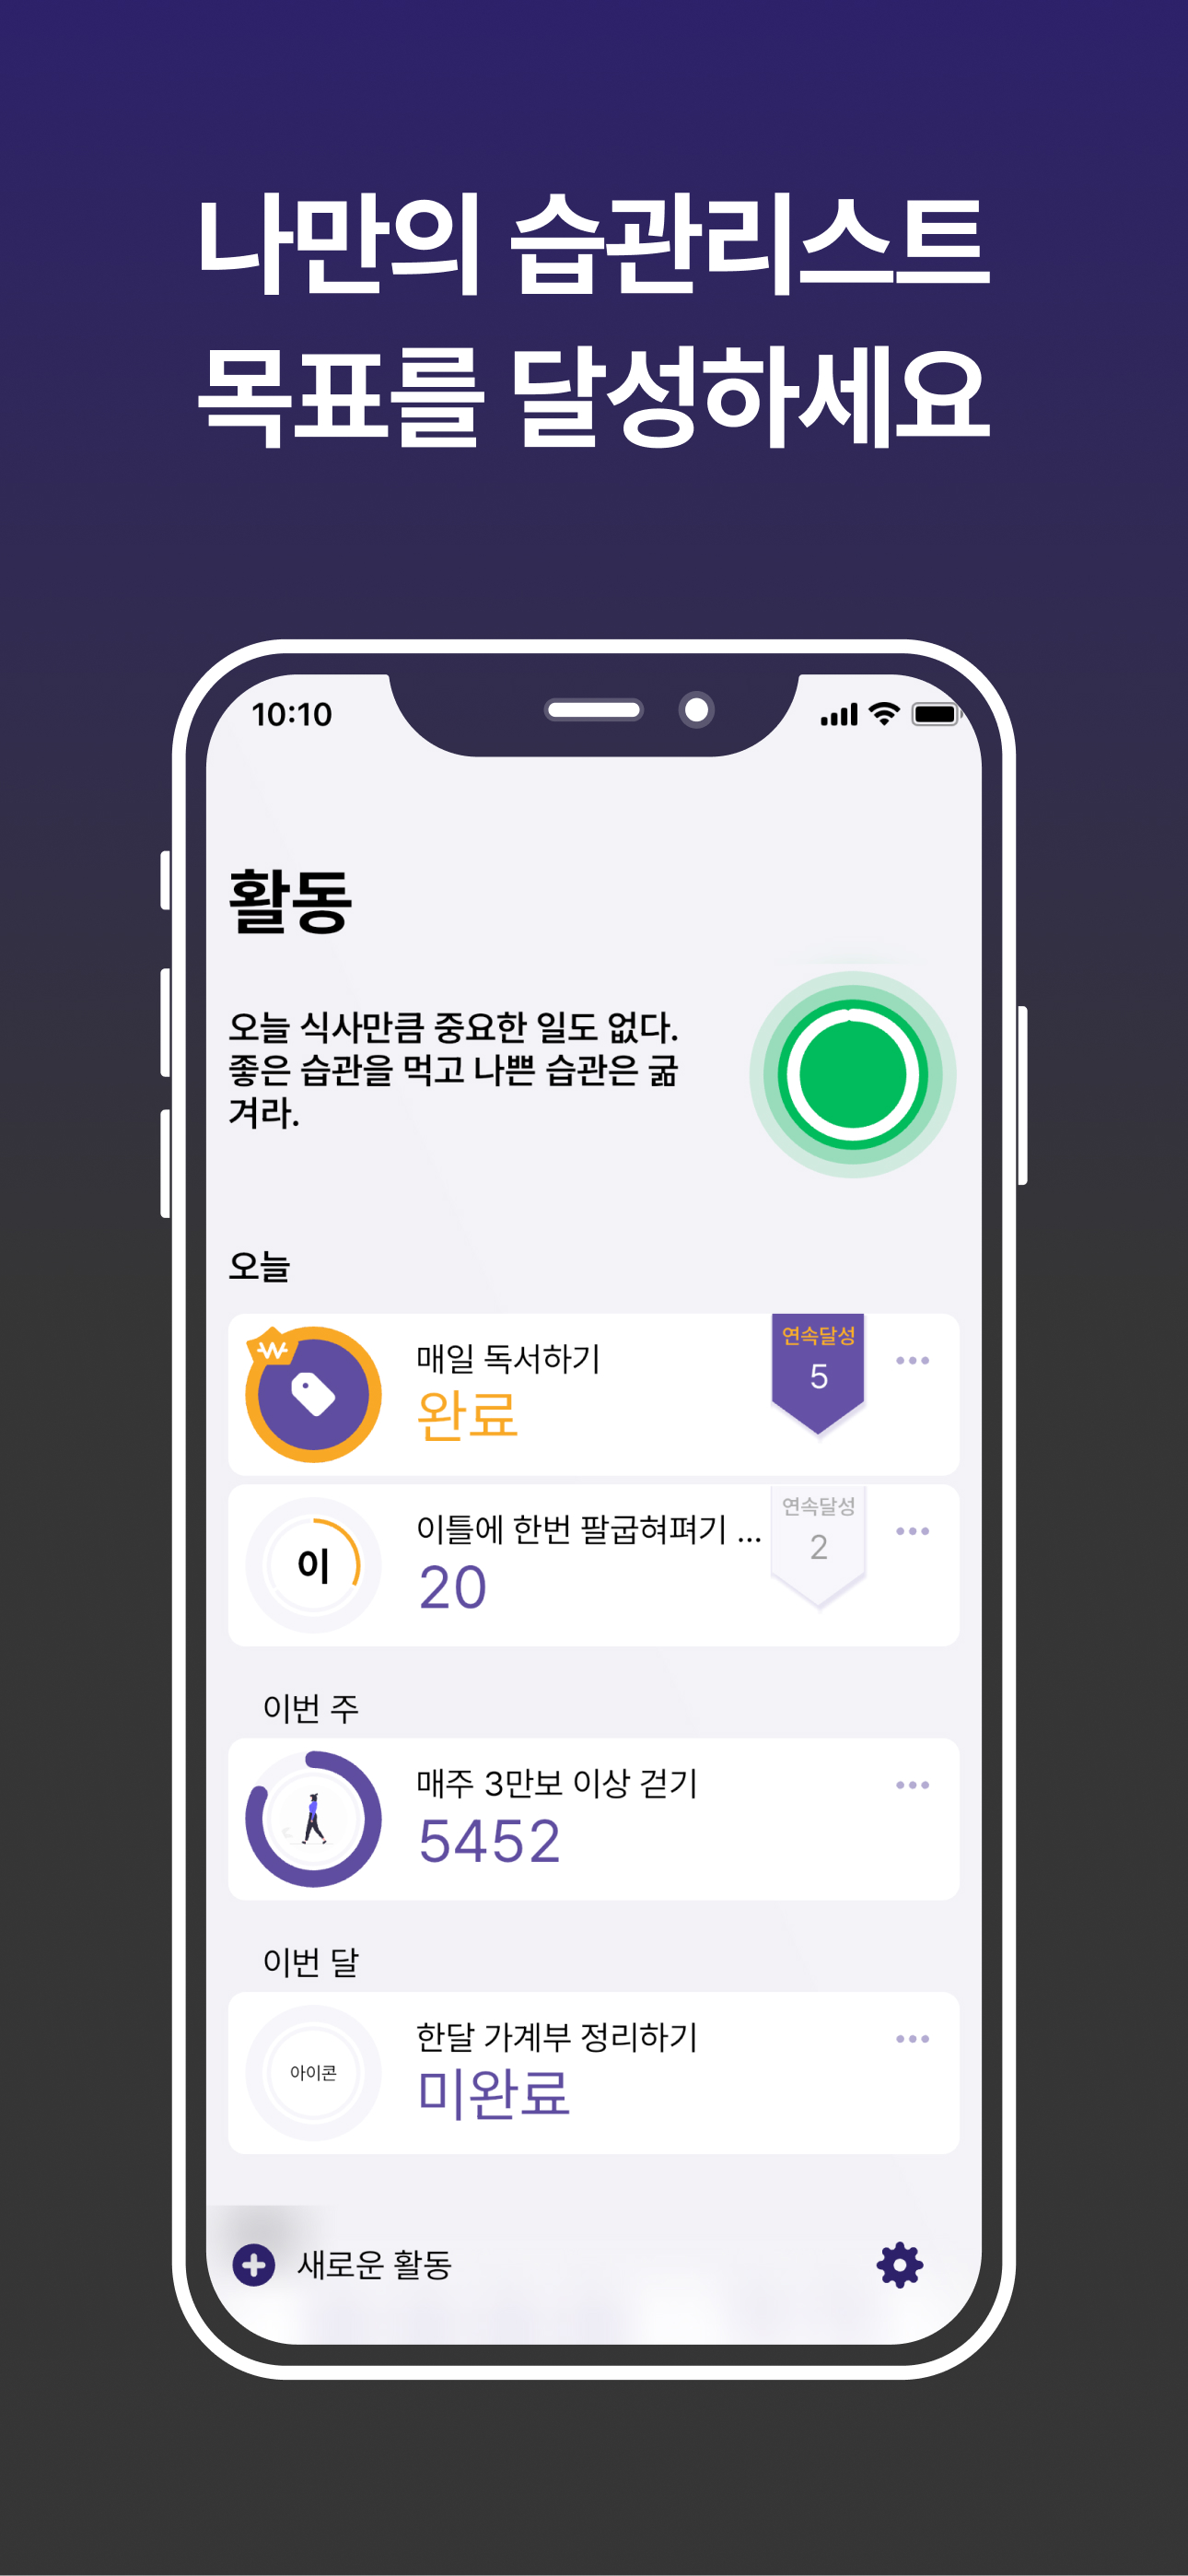 나만의 습관리스트
목표를 달성하세요
10:10
활동
오늘 식사만큼 중요한 일도 없다.
좋은 습관을 먹고 나쁜 습관은 굶
겨라.
오늘
매일 독서하기
완료
연속달성
5
이
이틀에 한번 팔굽혀펴기 ...
20
연속달성
2
이번 주
매주 3만보 이상 걷기
5452
이번 달
아이콘
한달 가계부 정리하기
미완료
새로운 활동